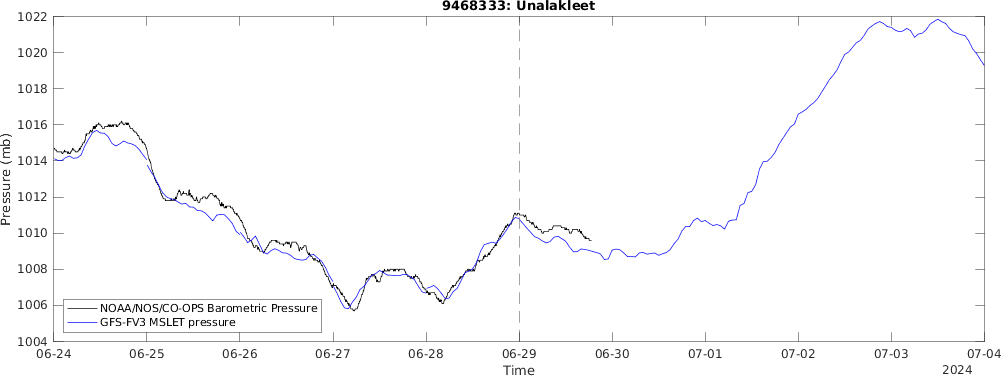 9468333: Unalakleet
1022
1020
1018
1016
1014
1012
1010
1008
1006
1004
Pressure (mb)
NOAA/NOS/CO-OPS Barometric Pressure
GFS-FV3 MSLET pressure
06-24 06-25 06-26 06-27 06-28 06-29 06-30 07-01 07-02 07-03 07-04
Time
2024